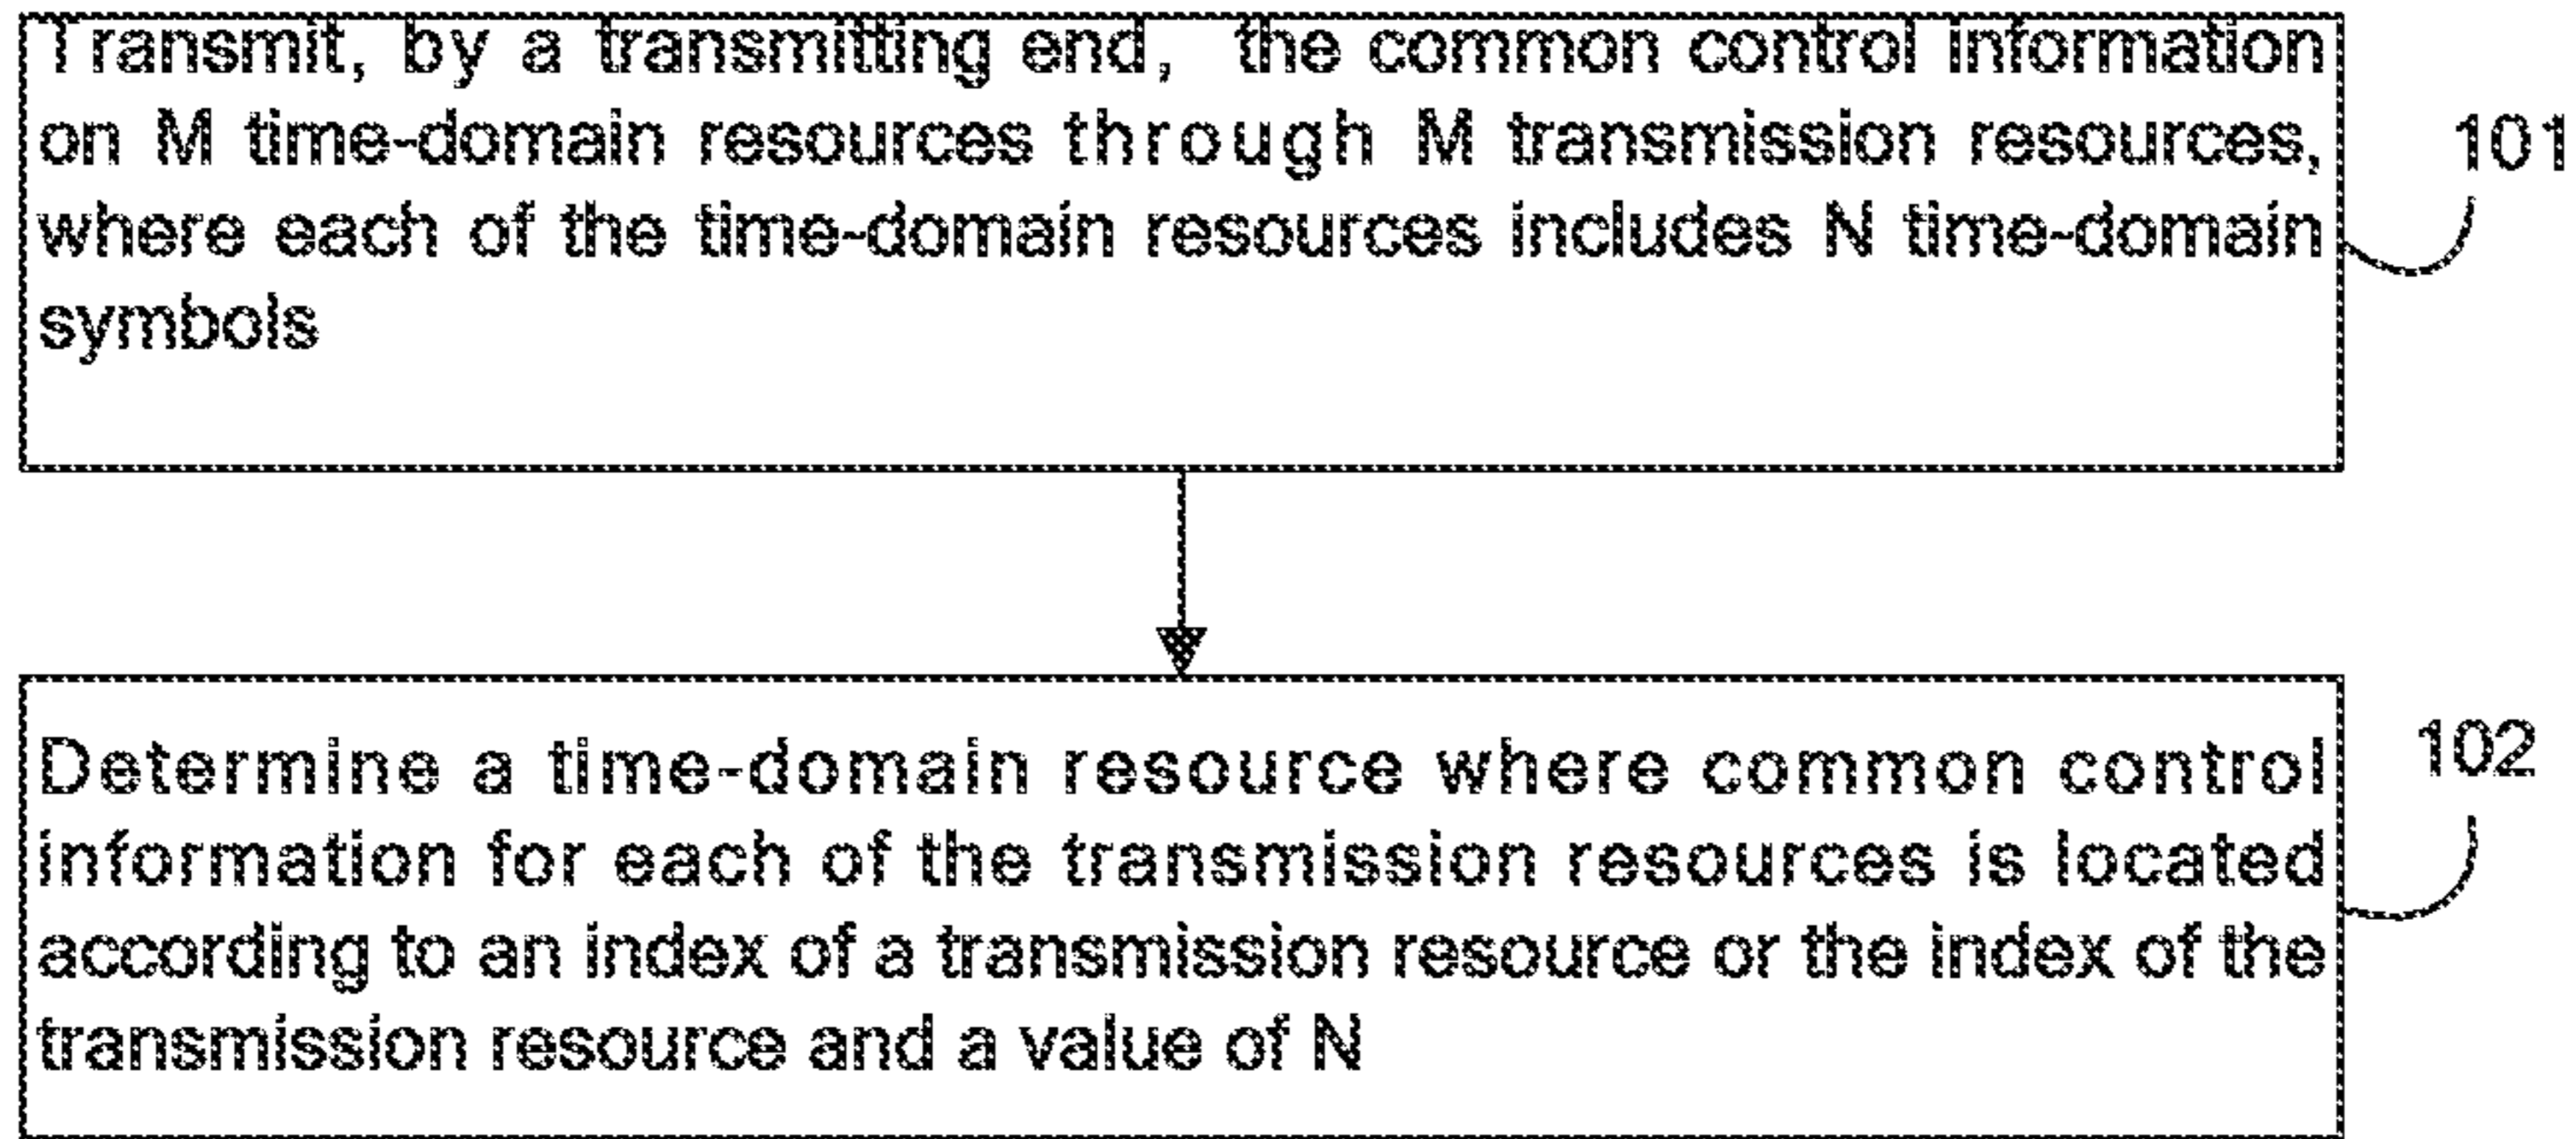 Transmit, by a transmitting end, the common control information
on M time-domain resources through M transmission resources,
where each of the time-domain resources includes N time-domain
symbols
101
Determine a time-domain resource where common control
information for each of the transmission resources is located
according to an index of a transmission resource or the index of the
transmission resource and a value of N
102